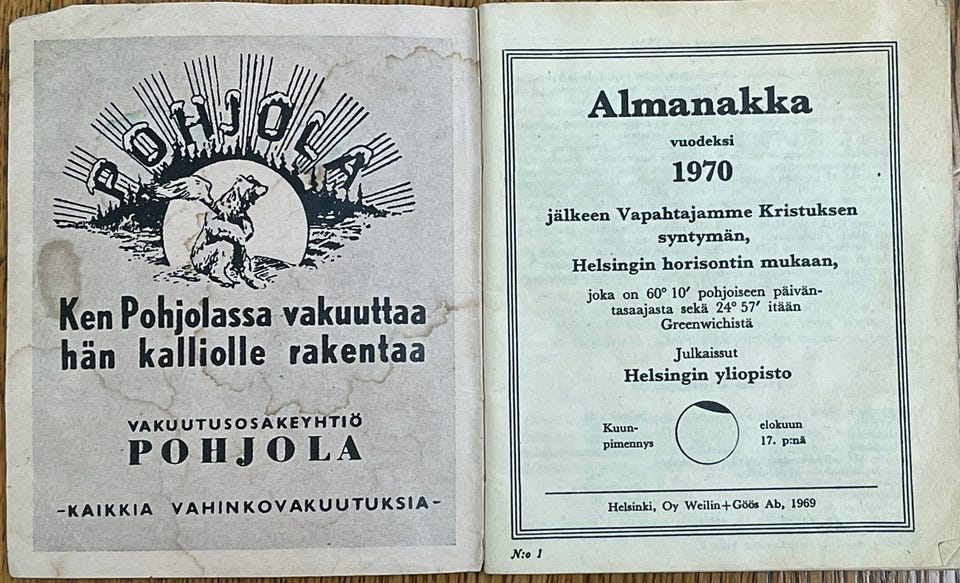 POHJOLA
Ken Pohjolassa vakuuttaa
hän kalliolle rakentaa
VAKUUTUSOSAKEYHTIÖ
POHJOLA
-KAIKKIA VAHINKOVAKUUTUKSIA-
Almanakka
vuodeksi
1970
jälkeen Vapahtajamme Kristuksen
syntymän,
Helsingin horisontin mukaan,
joka on 60° 10′ pohjoiseen päivän-
tasaajasta sekä 24° 57′ itään
Greenwichistä
Julkaissut
Helsingin yliopisto
Kuun-
pimennys
elokuun
17. p:nä
Helsinki, Oy Weilin+Göös Ab, 1969
N:o 1